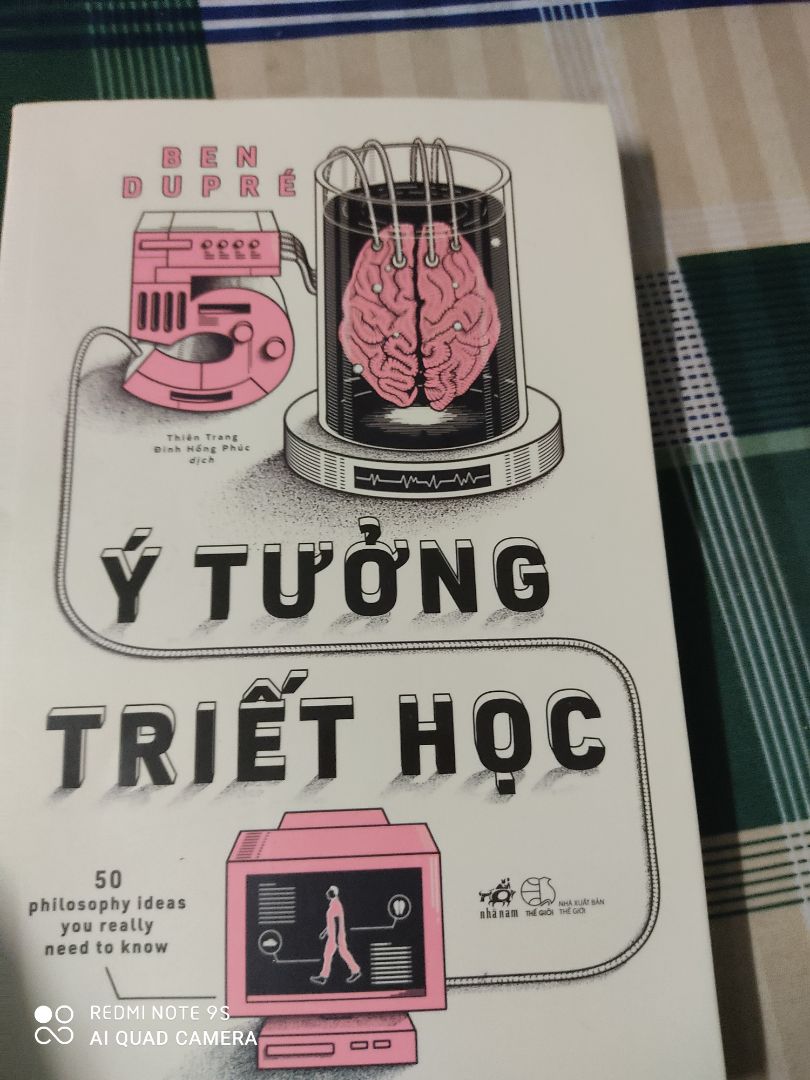 BEN
DUPRÉ
50
Thiên Trang
Đinh Hồng Phúc
dịch
Ý TƯỞNG
TRIẾT HỌC
50
philosophy ideas
you really
need to know
nhã nam
THẾ GIỚI
NHÀ XUẤT BẢN
THẾ GIỚI
REDMI NOTE 9S
AI QUAD CAMERA